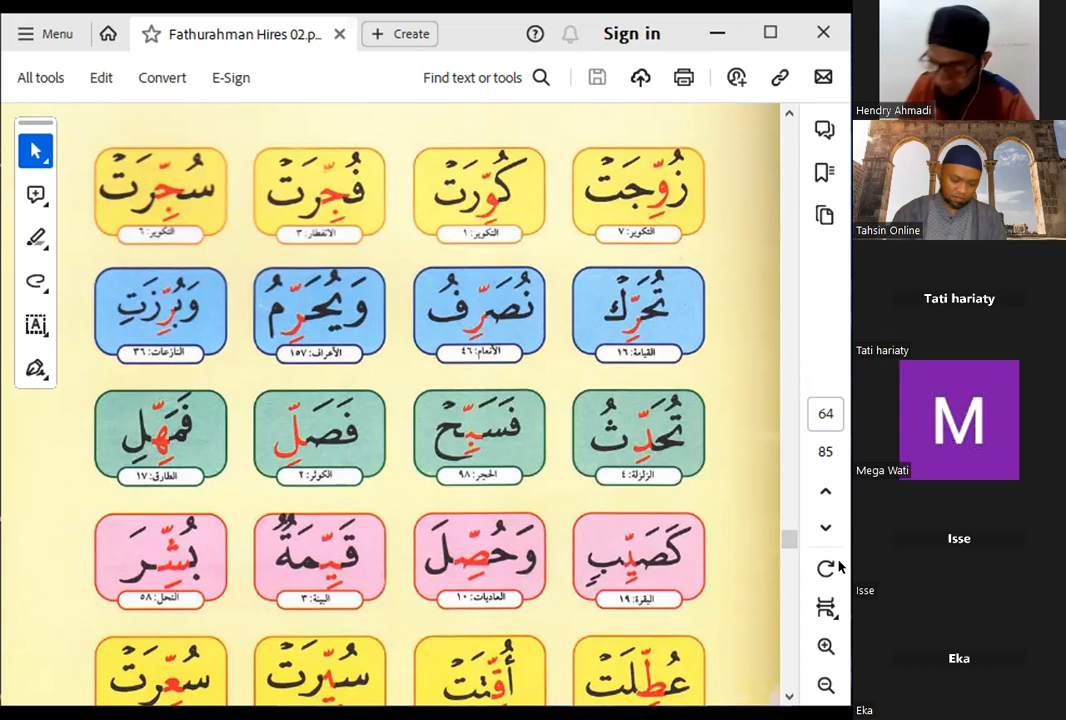 Menu Fathurahman Hires 02.p... Create Sign in
All tools Edit Convert E-Sign Find text or tools
زُوِّجَتْ كُوِّرَتْ فُجِّرَتْ سُجِّرَتْ
التكوير: ٧ التكوير: ١ الانفطار: ٣ التكوير: ٦
تُحَرِّكْ نُصَرِّفُ وَيُحَرِّمُ وَبُرِّزَتِ
القيامة: ١٦ الأنعام: ٤٦ الأعراف: ١٥٧ النازعات: ٣٦
تُحَدِّثُ فَسَبِّحْ فَصَلِّ فَمَهِّلِ
الزلزلة: ٤ الحجر: ٩٨ الكوثر: ٢ الطارق: ١٧
كَصَيِّبٍ وَحُصِّلَ قَيِّمَةٌ بُشِّرَ
البقرة: ١٩ العاديات: ١٠ البينة: ٣ النحل: ٥٨
عُطِّلَتْ أُقِّتَتْ سُيِّرَتْ سُعِّرَتْ
64
85
Hendry Ahmadi
Tahsin Online
Tati hariaty
Tati hariaty
M
Mega Wati
Isse
Isse
Eka
Eka